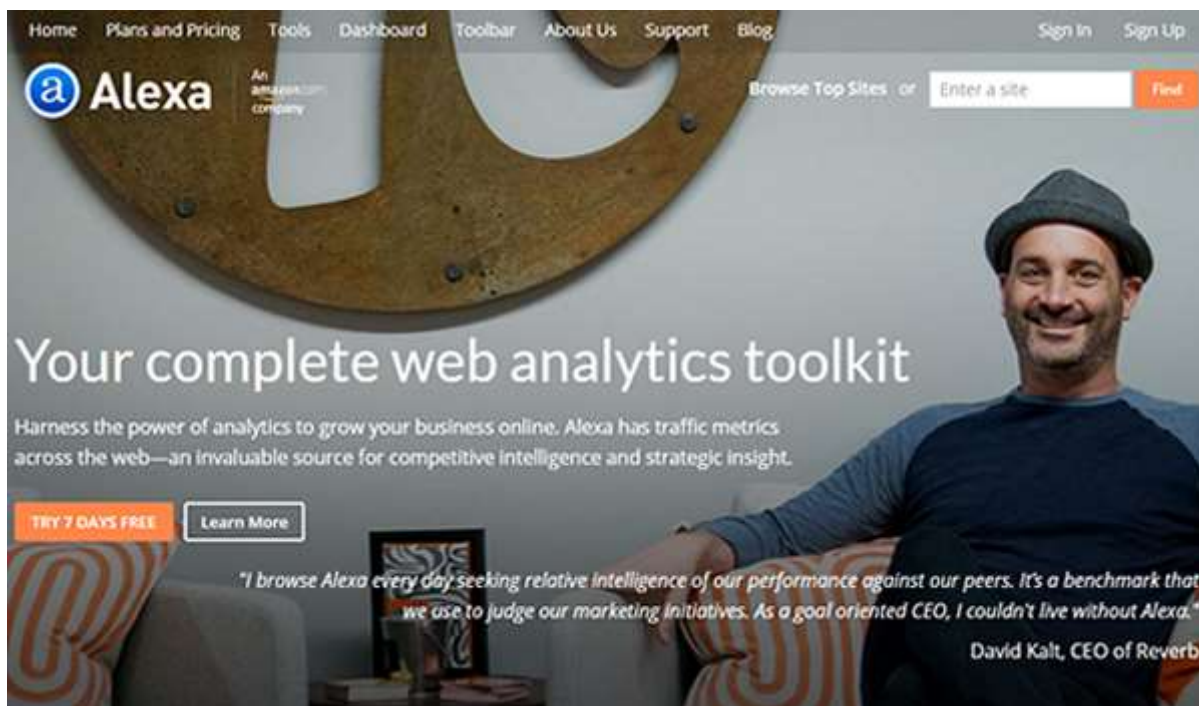 Home Plans and Pricing Tools Dashboard Toolbar About Us Support Blog Sign In Sign Up
a Alexa
An
amazon.com
company
Browse Top Sites or Enter a site Find
Your complete web analytics toolkit
Harness the power of analytics to grow your business online. Alexa has traffic metrics
across the web—an invaluable source for competitive intelligence and strategic insight.
TRY 7 DAYS FREE Learn More
"I browse Alexa every day seeking relative intelligence of our performance against our peers. It's a benchmark that
we use to judge our marketing initiatives. As a goal oriented CEO, I couldn't live without Alexa."
David Kalt, CEO of Reverb